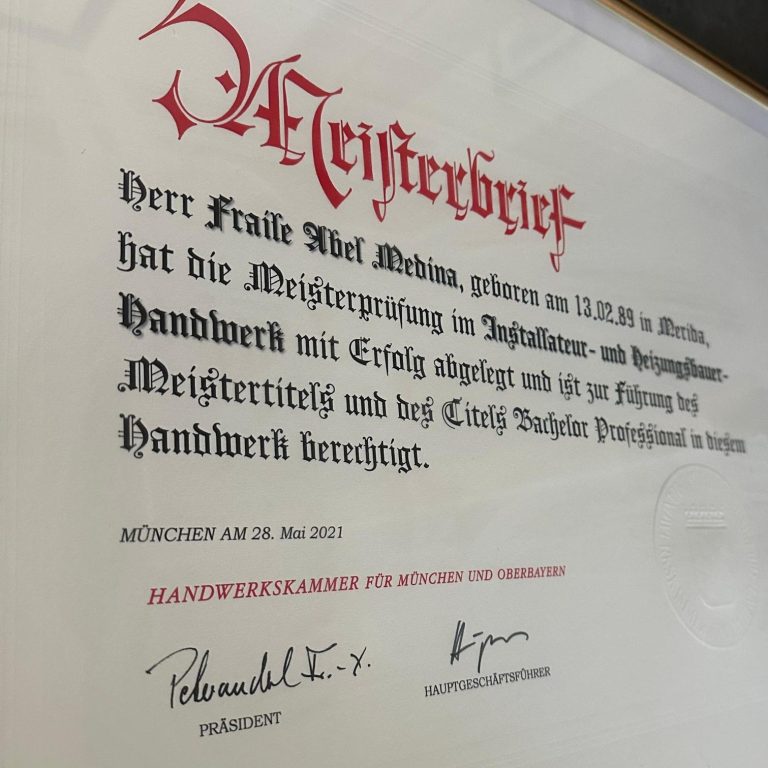 Meisterbrief
Herr Fraile Abel Medina, geboren am 13.02.89 in Merida,
hat die Meisterprüfung im Installateur- und Heizungsbauer-
Handwerk mit Erfolg abgelegt und ist zur Führung des
Meistertitels und des Titels Bachelor Professional in diesem
Handwerk berechtigt.
MÜNCHEN AM 28. Mai 2021
HANDWERKSKAMMER FÜR MÜNCHEN UND OBERBAYERN
PRÄSIDENT
HAUPTGESCHÄFTSFÜHRER